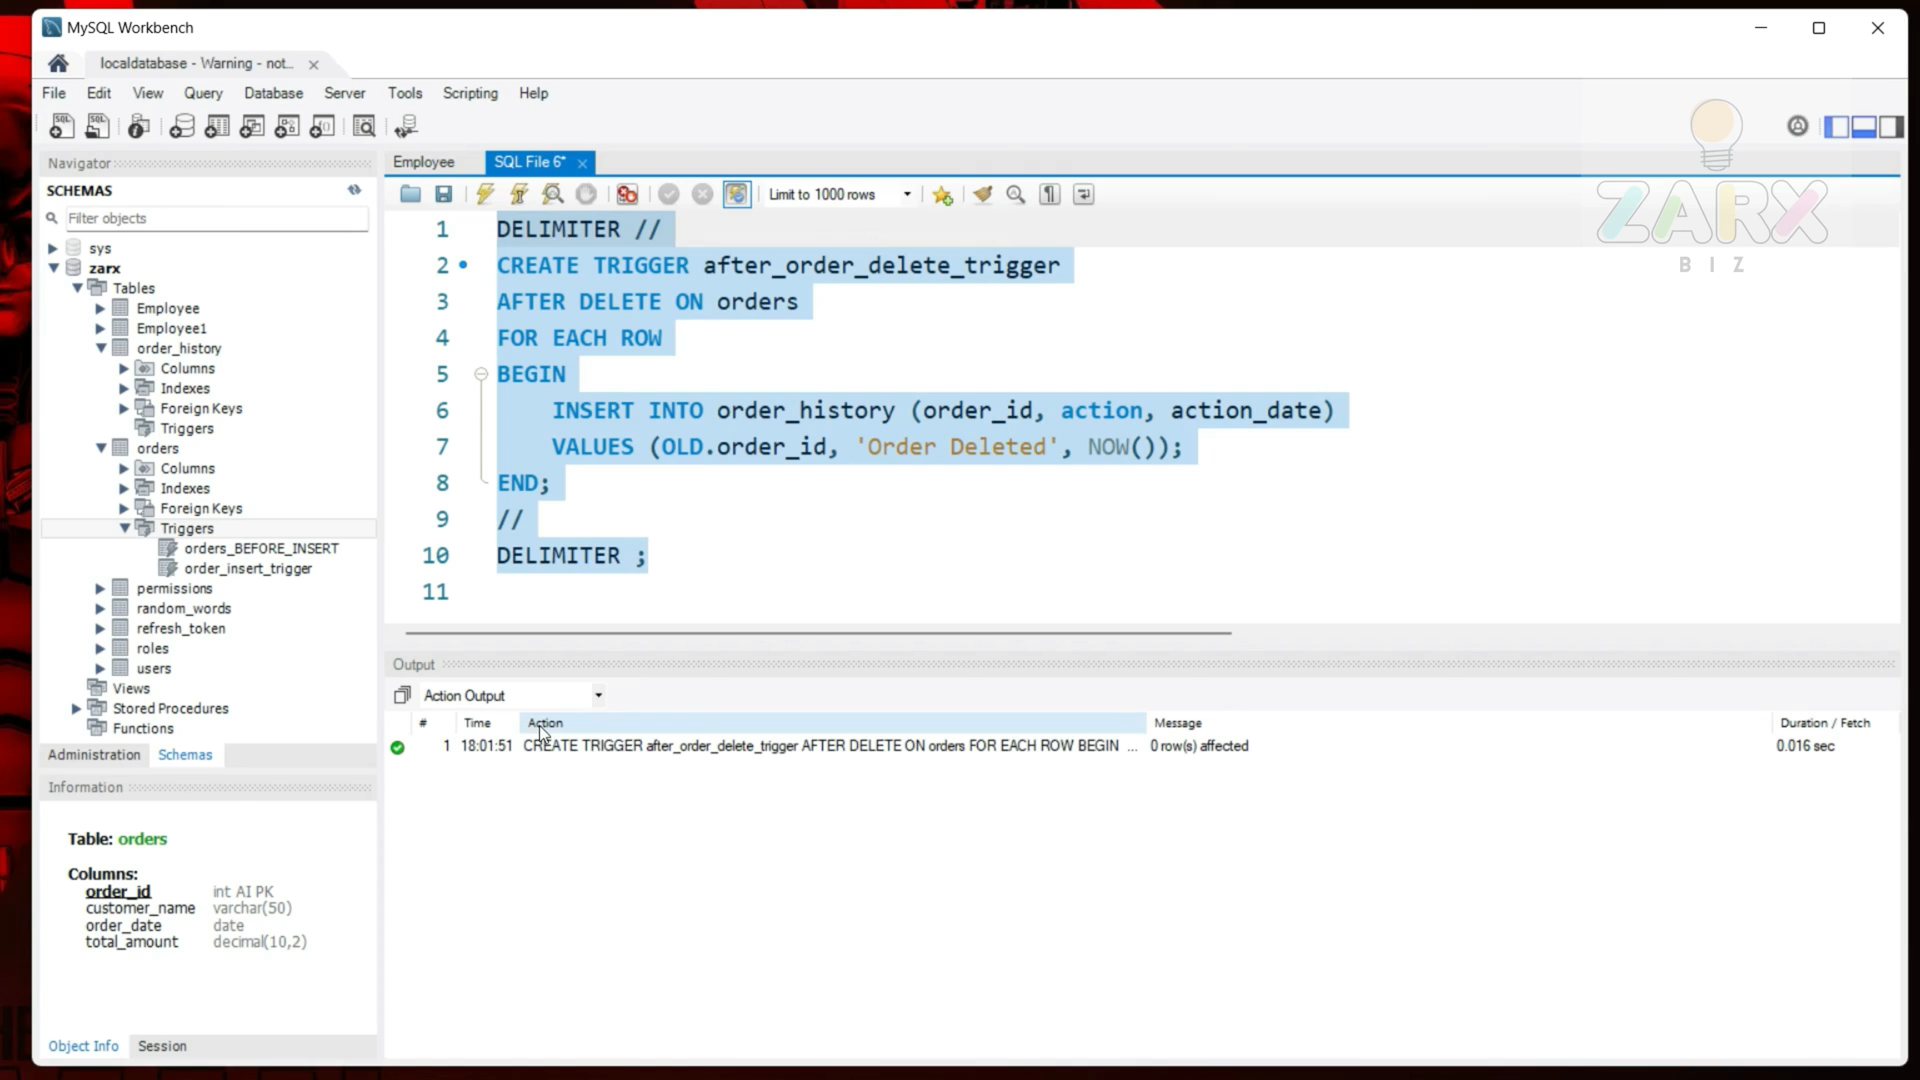 MySQL Workbench
localdatabase - Warning - not...
File Edit View Query Database Server Tools Scripting Help
Navigator
SCHEMAS
Filter objects
sys
zarx
Tables
Employee
Employee1
order_history
Columns
Indexes
Foreign Keys
Triggers
orders
Columns
Indexes
Foreign Keys
Triggers
orders_BEFORE_INSERT
order_insert_trigger
permissions
random_words
refresh_token
roles
users
Views
Stored Procedures
Functions
Administration Schemas
Information
Table: orders
Columns:
order_id int AI PK
customer_name varchar(50)
order_date date
total_amount decimal(10,2)
Object Info Session
Employee SQL File 6*
Limit to 1000 rows
ZARX
BIZ
1 DELIMITER //
2 CREATE TRIGGER after_order_delete_trigger
3 AFTER DELETE ON orders
4 FOR EACH ROW
5 BEGIN
6 INSERT INTO order_history (order_id, action, action_date)
7 VALUES (OLD.order_id, 'Order Deleted', NOW());
8 END;
9 //
10 DELIMITER ;
11
Output
Action Output
# Time Action Message Duration / Fetch
1 18:01:51 CREATE TRIGGER after_order_delete_trigger AFTER DELETE ON orders FOR EACH ROW BEGIN ... 0 row(s) affected 0.016 sec